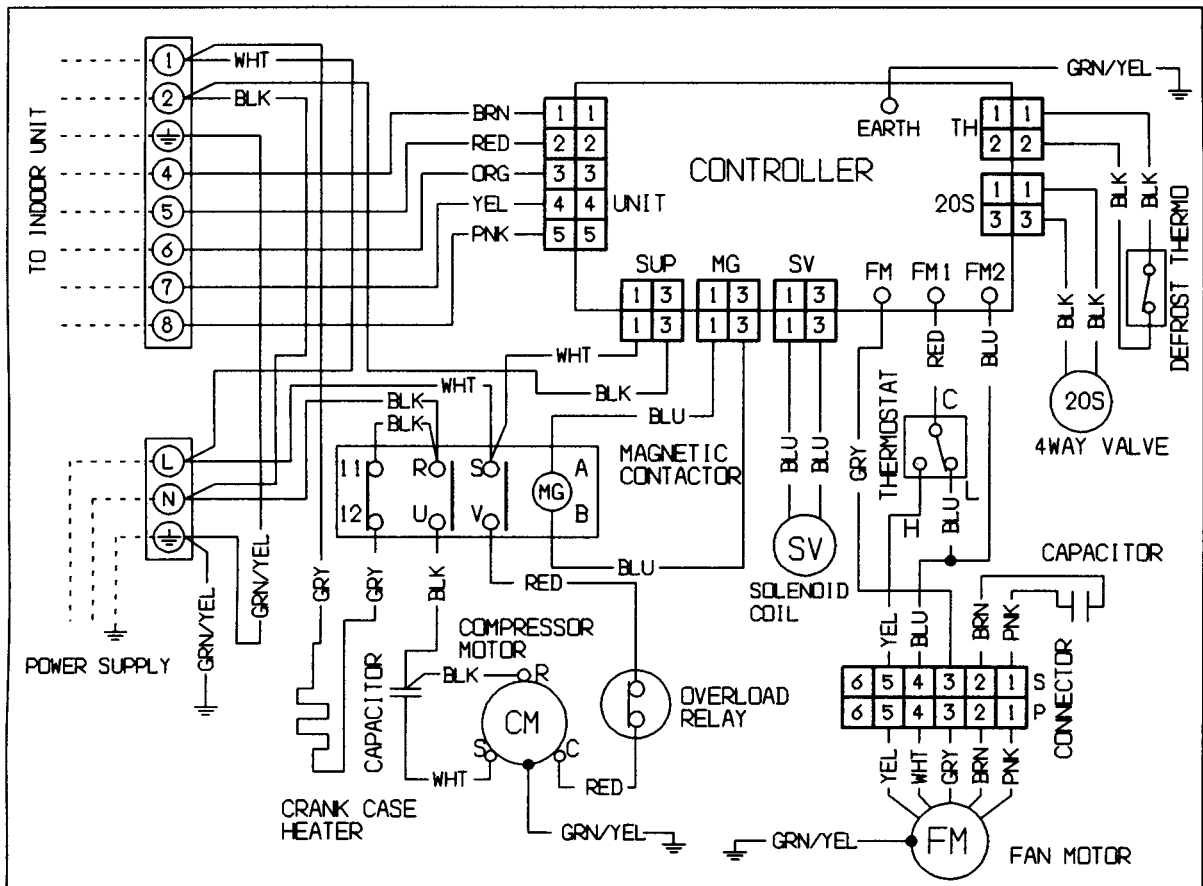 TO INDOOR UNIT
1
2
4
5
6
7
8
WHT
BLK
BRN
RED
ORG
YEL
PNK
1 1
2 2
3 3
4 4
5 5
UNIT
EARTH
CONTROLLER
GRN/YEL
TH
1 1
2 2
20S
1 1
3 3
BLK
BLK
DEFROST THERMO
SUP
MG
SV
1 3
1 3
1 3
1 3
1 3
1 3
FM
FM1
FM2
WHT
BLK
BLU
WHT
BLK
BLK
L
N
POWER SUPPLY
GRN/YEL
GRN/YEL
11
R
S
A
12
U
V
B
MG
MAGNETIC
CONTACTOR
BLU
GRY
GRY
BLK
RED
BLU
BLU
SV
SOLENOID
COIL
GRY
RED
BLU
THERMOSTAT
C
H
L
BLU
BLK
BLK
20S
4WAY VALVE
CAPACITOR
YEL
BLU
BRN
PNK
6 5 4 3 2 1 S
6 5 4 3 2 1 P
CONNECTOR
YEL
WHT
GRY
BRN
PNK
FM
FAN MOTOR
GRN/YEL
COMPRESSOR
MOTOR
CAPACITOR
BLK
R
CM
S
C
WHT
RED
OVERLOAD
RELAY
CRANK CASE
HEATER
GRN/YEL